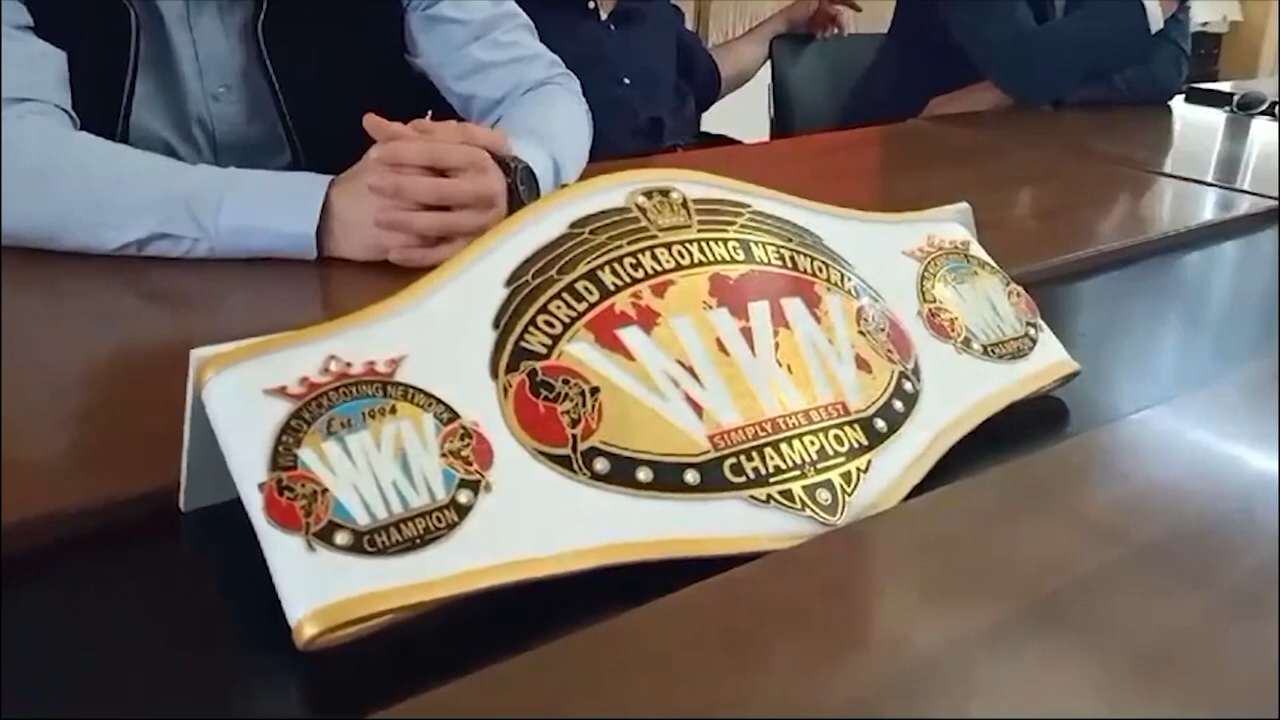 WORLD KICKBOXING NETWORK
WKN
SIMPLY THE BEST
CHAMPION
WORLD KICKBOXING NETWORK
Est. 1994
WKN
CHAMPION
WKN
CHAMPION